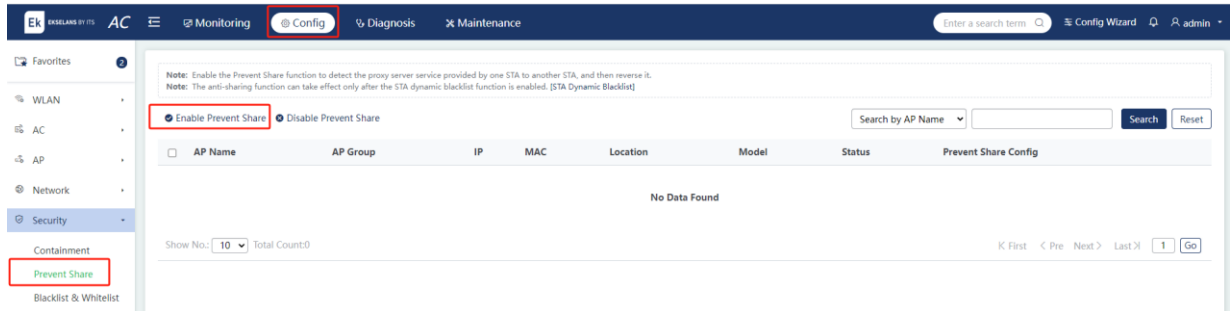 Ek EKSELANS BY ITS AC Monitoring Config Diagnosis Maintenance Enter a search term Config Wizard admin
Favorites 2
WLAN
AC
AP
Network
Security
Containment
Prevent Share
Blacklist & Whitelist
Note: Enable the Prevent Share function to detect the proxy server service provided by one STA to another STA, and then reverse it.
Note: The anti-sharing function can take effect only after the STA dynamic blacklist function is enabled. [STA Dynamic Blacklist]
Enable Prevent Share Disable Prevent Share Search by AP Name Search Reset
AP Name AP Group IP MAC Location Model Status Prevent Share Config
No Data Found
Show No.: 10 Total Count:0 First Pre Next Last 1 Go